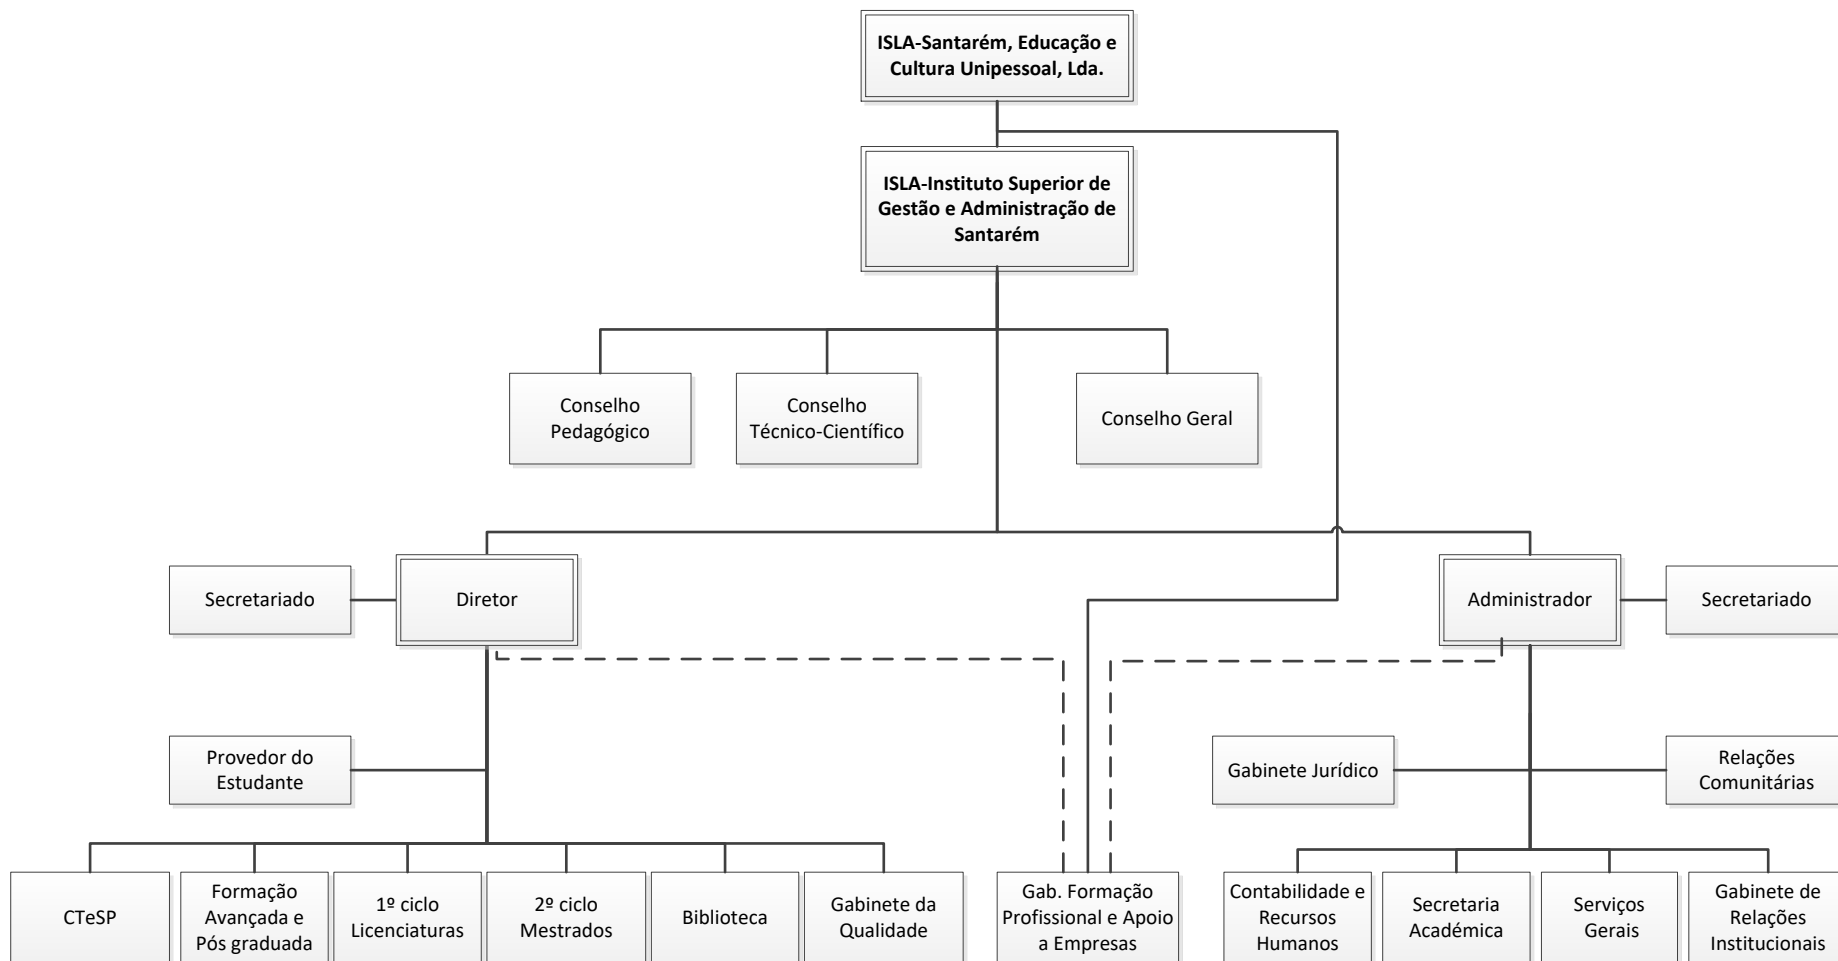 ISLA-Santarém, Educação e
Cultura Unipessoal, Lda.
ISLA-Instituto Superior de
Gestão e Administração de
Santarém
Conselho
Pedagógico
Conselho
Técnico-Científico
Conselho Geral
Secretariado
Diretor
Administrador
Secretariado
Provedor do
Estudante
Gabinete Jurídico
Relações
Comunitárias
CTeSP
Formação
Avançada e
Pós graduada
1º ciclo
Licenciaturas
2º ciclo
Mestrados
Biblioteca
Gabinete da
Qualidade
Gab. Formação
Profissional e Apoio
a Empresas
Contabilidade e
Recursos
Humanos
Secretaria
Académica
Serviços
Gerais
Gabinete de
Relações
Institucionais